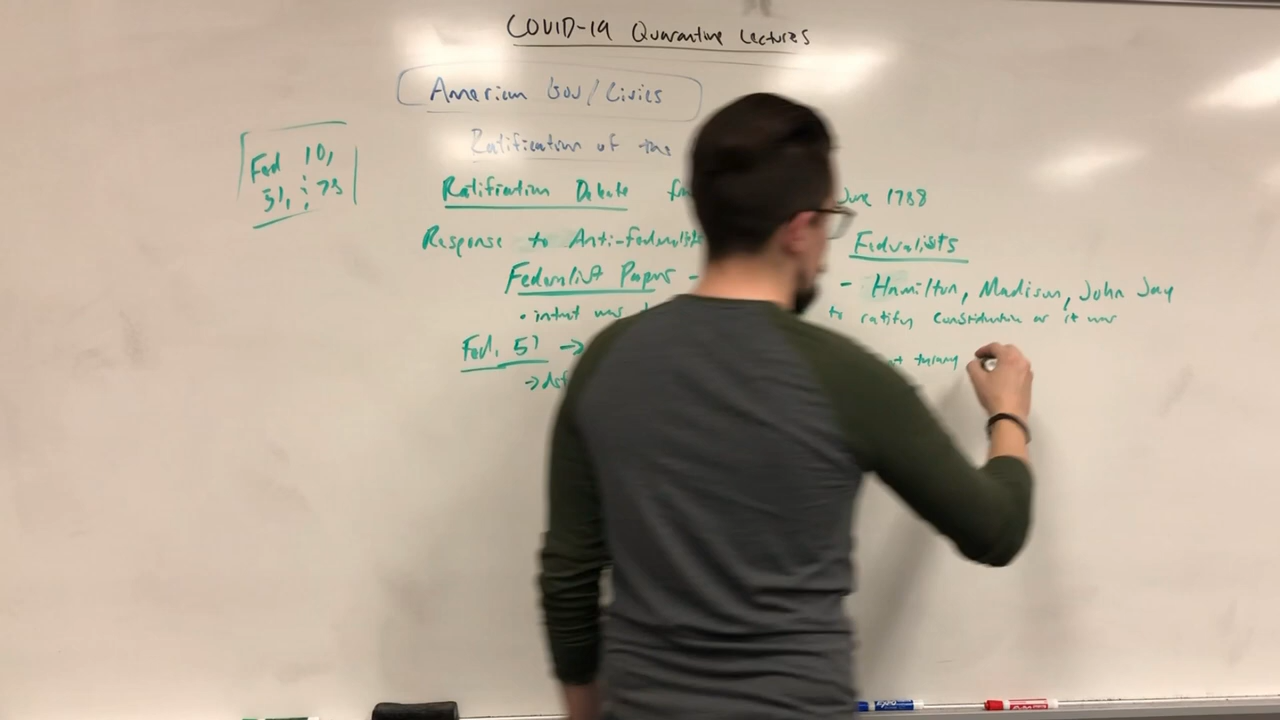 COVID-19 Quarantine Lectures
American Gov/Civics
Ratification of the
Fed 10,
51, : 78
Ratification Debate June 1788
Response to Anti-Federalists
Federalists
Federalist Papers - - Hamilton, Madison, John Jay
• intent was to ratify Constitution as it was
Fed. 51 →
→ def
EXPO